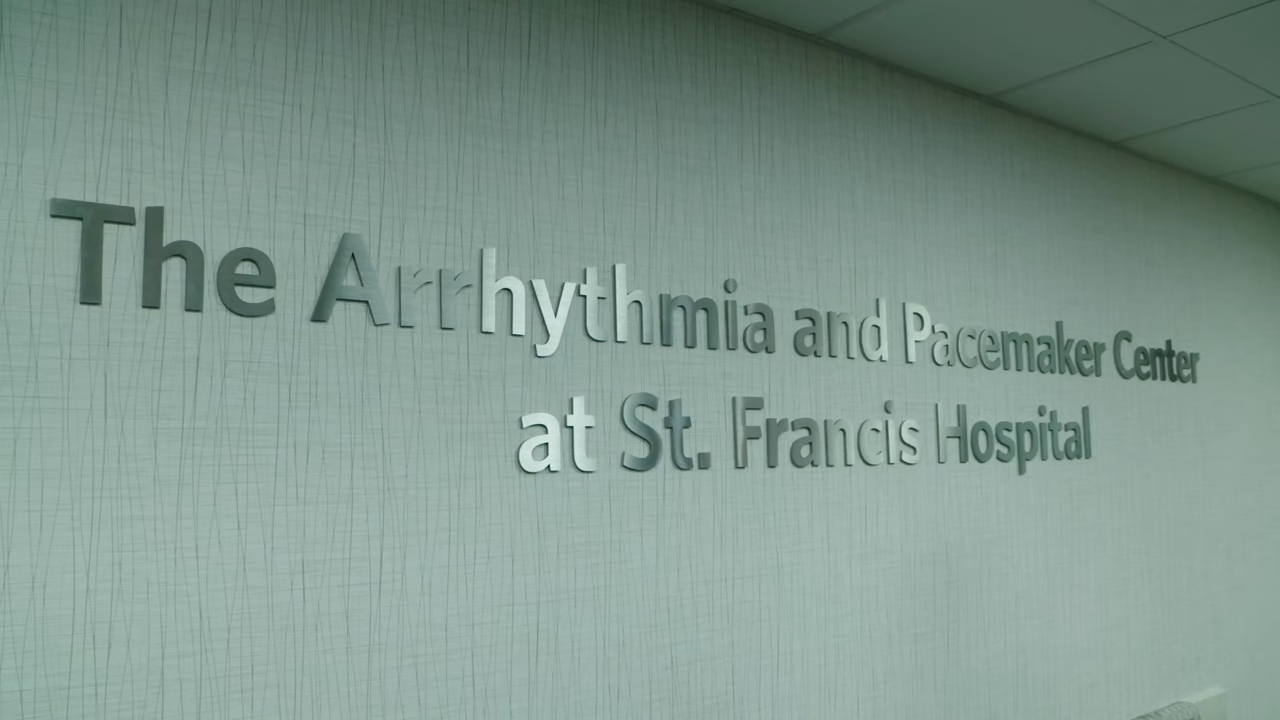 The Arrhythmia and Pacemaker Center
at St. Francis Hospital